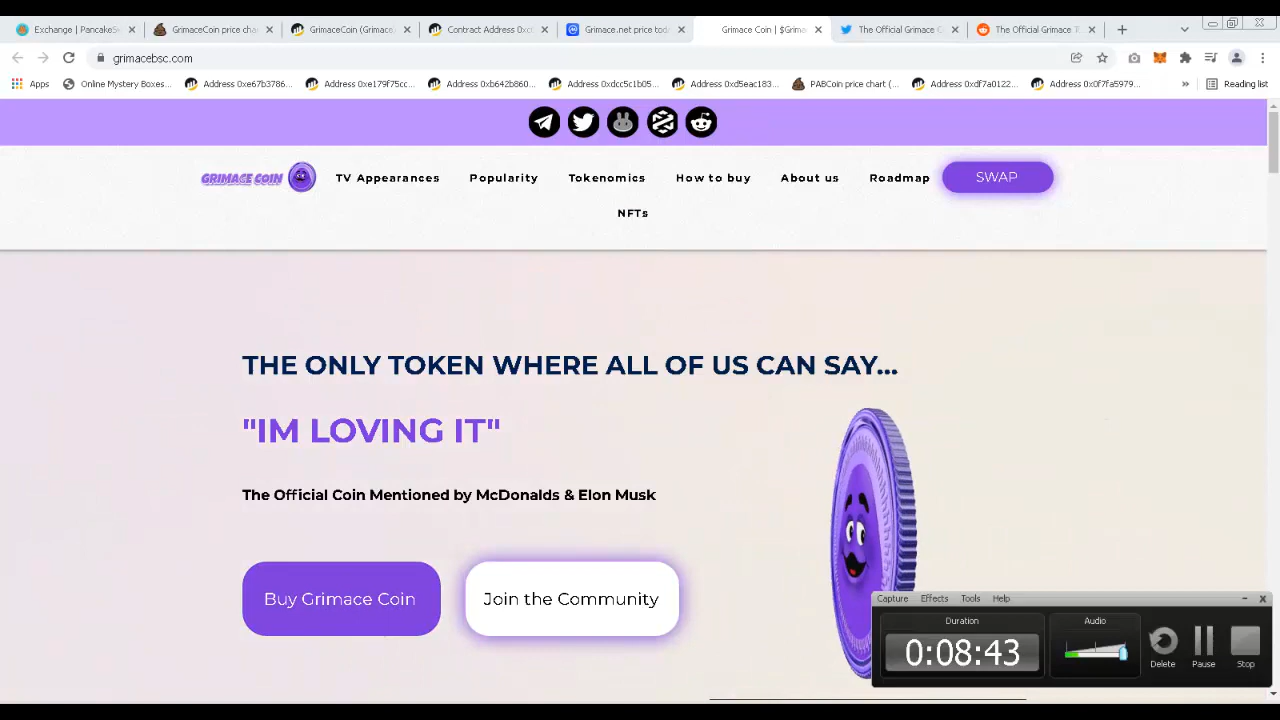 Exchange | PancakeS
GrimaceCoin price char
GrimaceCoin (Grimace
Contract Address 0x
Grimace.net price toda
Grimace Coin | $Grima
The Official Grimace C
The Official Grimace T
grimacebsc.com
Apps
Online Mystery Boxes...
Address 0xe67b3786...
Address 0xe179f75cc...
Address 0xb642b860...
Address 0xdcc5c1b05...
Address 0xd5eac183...
PABCoin price chart (...
Address 0xdf7a0122...
Address 0x0f7fa5979...
Reading list
GRIMACE COIN
TV Appearances
Popularity
Tokenomics
How to buy
About us
Roadmap
SWAP
NFTs
THE ONLY TOKEN WHERE ALL OF US CAN SAY...
"IM LOVING IT"
The Official Coin Mentioned by McDonalds & Elon Musk
Buy Grimace Coin
Join the Community
Capture Effects Tools Help
Duration
Audio
0:08:43
Delete
Pause
Stop